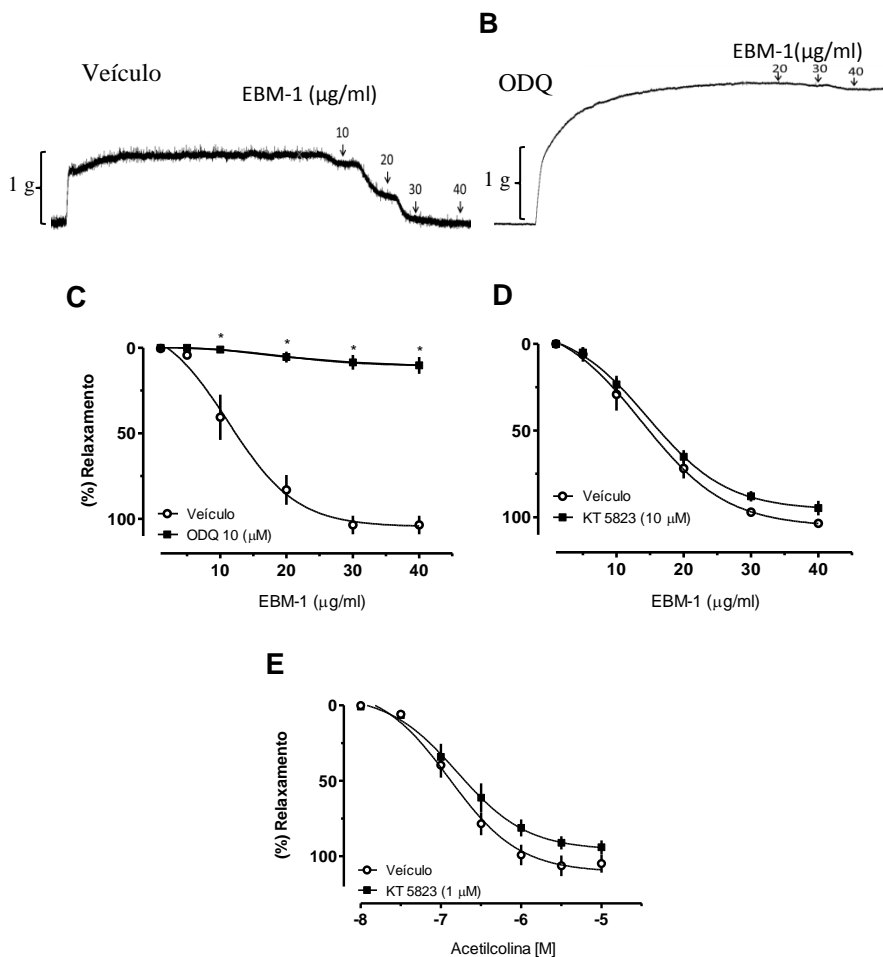 B
Veículo
EBM-1 (µg/ml)
10
20
30
40
1 g
ODQ
EBM-1(µg/ml)
20
30
40
1 g
C
(%) Relaxamento
0
50
100
* * * *
Veículo
ODQ 10 (µM)
10 20 30 40
EBM-1 (µg/ml)
D
(%) Relaxamento
0
50
100
Veículo
KT 5823 (10 µM)
10 20 30 40
EBM-1 (µg/ml)
E
(%) Relaxamento
0
50
100
Veículo
KT 5823 (1 µM)
-8 -7 -6 -5
Acetilcolina [M]